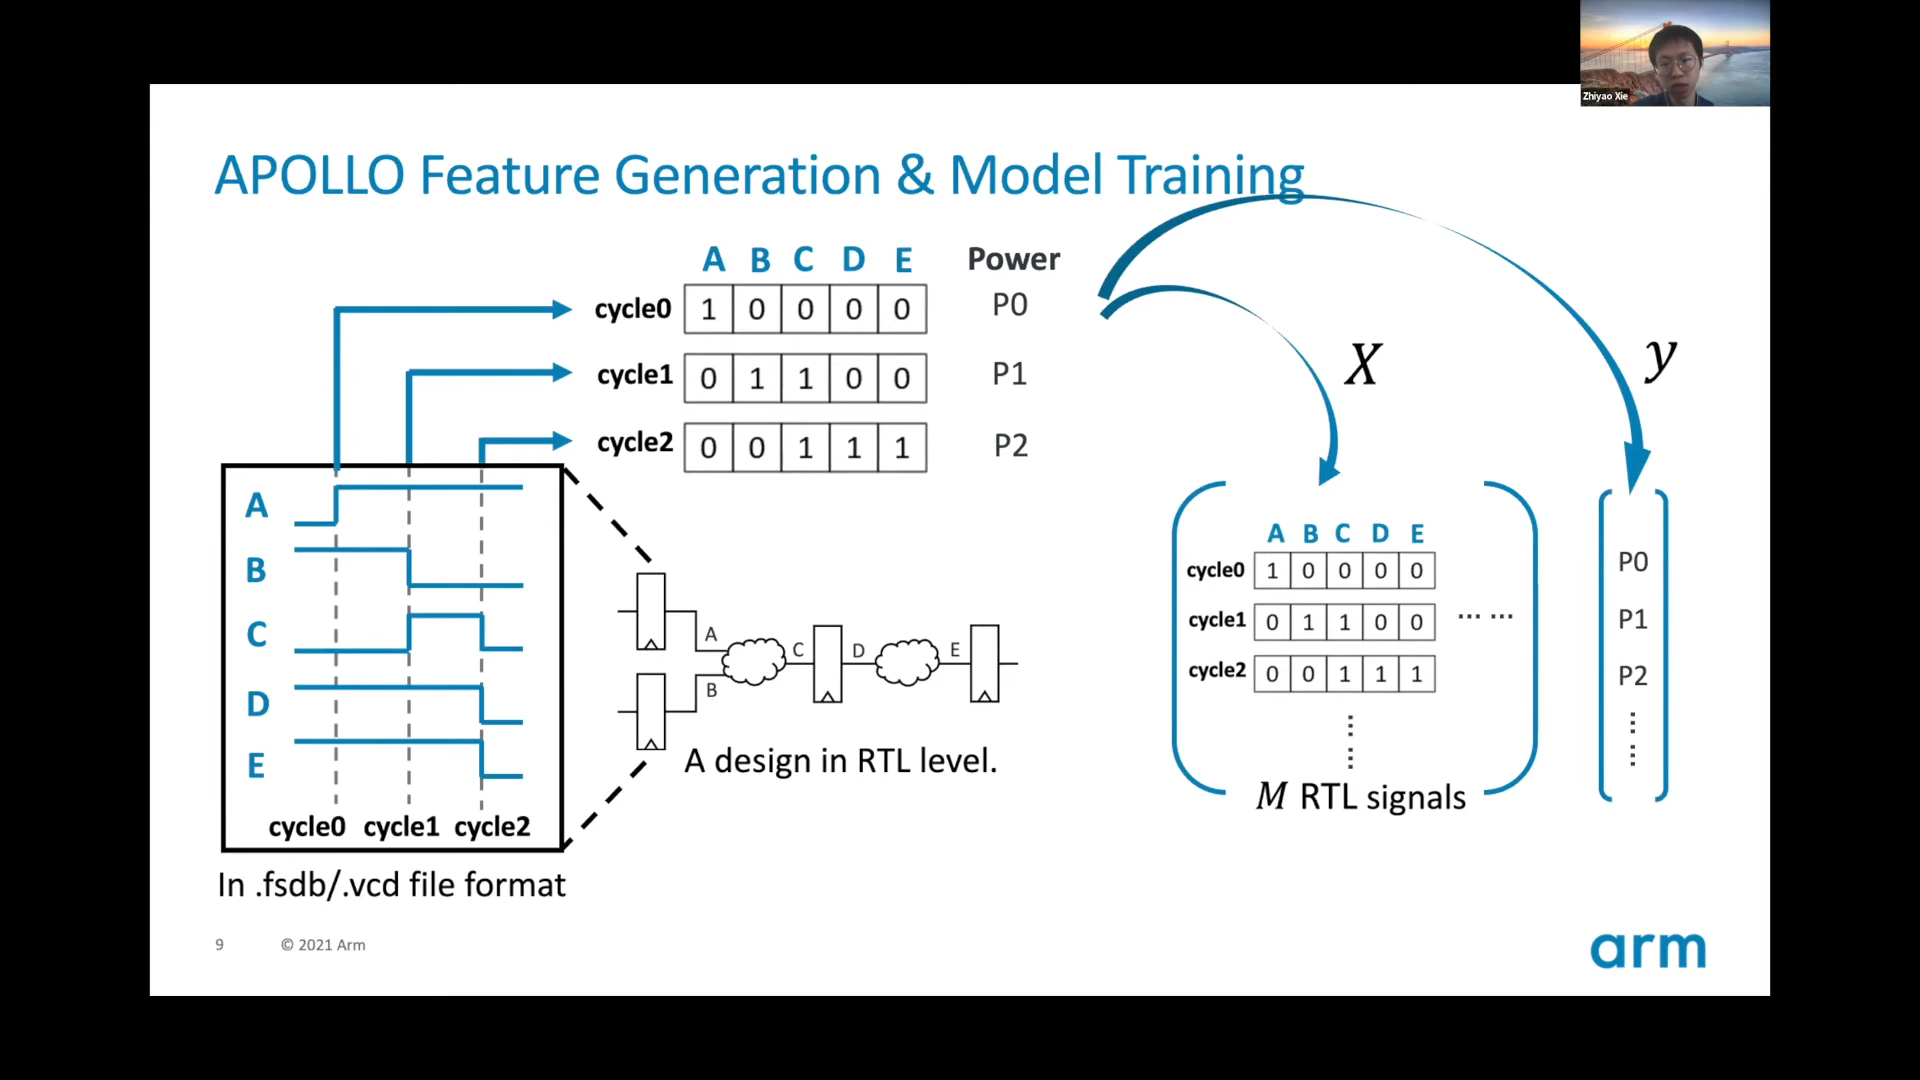 Zhiyao Xie
APOLLO Feature Generation & Model Training
A B C D E Power
cycle0 1 0 0 0 0 P0
cycle1 0 1 1 0 0 P1
cycle2 0 0 1 1 1 P2
X
y
A
B
C
D
E
cycle0 cycle1 cycle2
In .fsdb/.vcd file format
A
B
C
D
E
A design in RTL level.
A B C D E
cycle0 1 0 0 0 0
cycle1 0 1 1 0 0 ... ...
cycle2 0 0 1 1 1
M RTL signals
P0
P1
P2
9 © 2021 Arm
arm